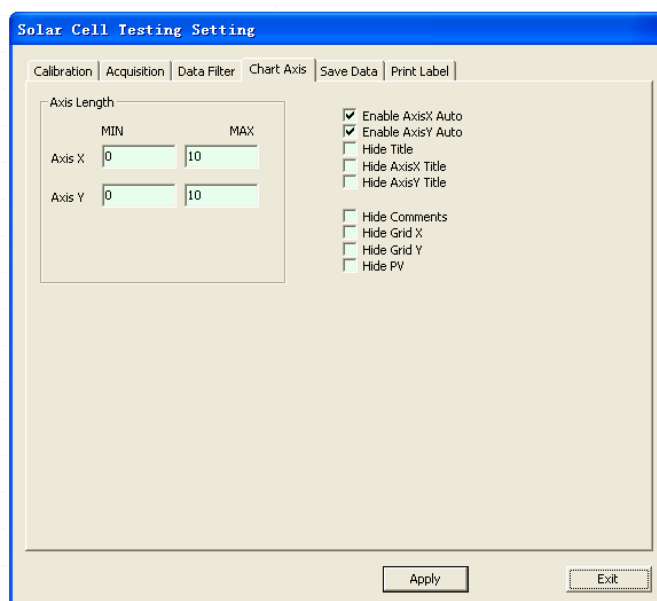 Solar Cell Testing Setting
Calibration Acquisition Data Filter Chart Axis Save Data Print Label
Axis Length
MIN MAX
Axis X 0 10
Axis Y 0 10
Enable AxisX Auto
Enable AxisY Auto
Hide Title
Hide AxisX Title
Hide AxisY Title
Hide Comments
Hide Grid X
Hide Grid Y
Hide PV
Apply Exit